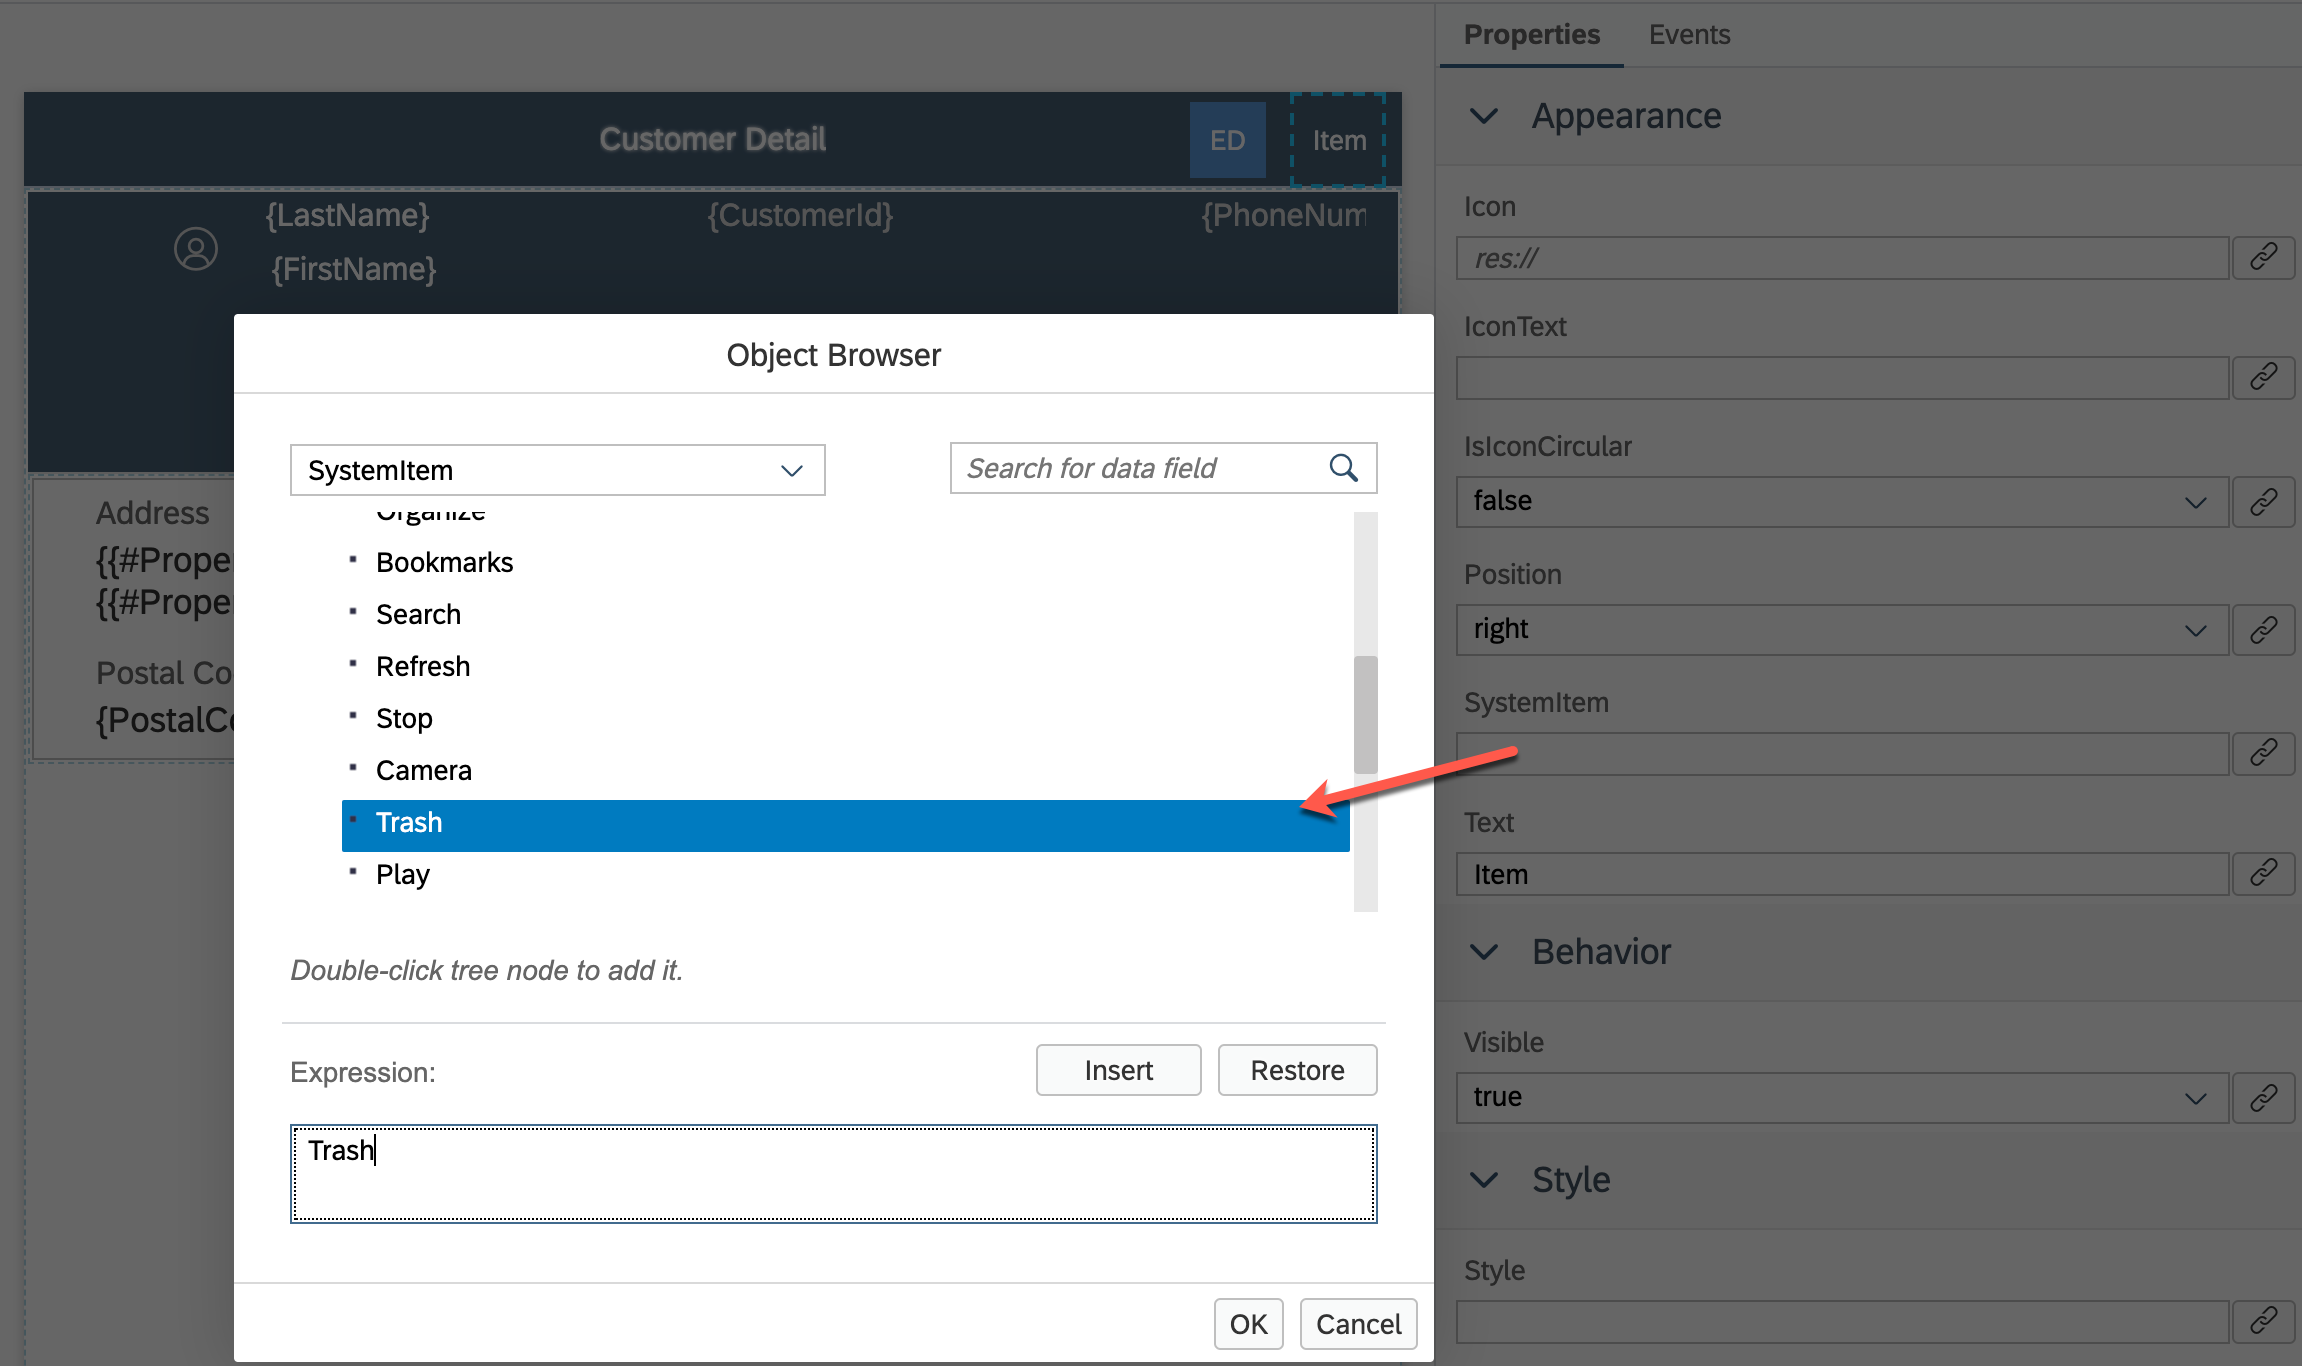 Customer Detail
ED
Item
{LastName}
{CustomerId}
{PhoneNum
{FirstName}
Address
{{#Prope
{{#Prope
Postal Co
{PostalCo
Object Browser
SystemItem
Search for data field
Organize
Bookmarks
Search
Refresh
Stop
Camera
Trash
Play
Double-click tree node to add it.
Expression:
Insert
Restore
Trash
OK
Cancel
Properties
Events
Appearance
Icon
res://
IconText
IsIconCircular
false
Position
right
SystemItem
Text
Item
Behavior
Visible
true
Style
Style